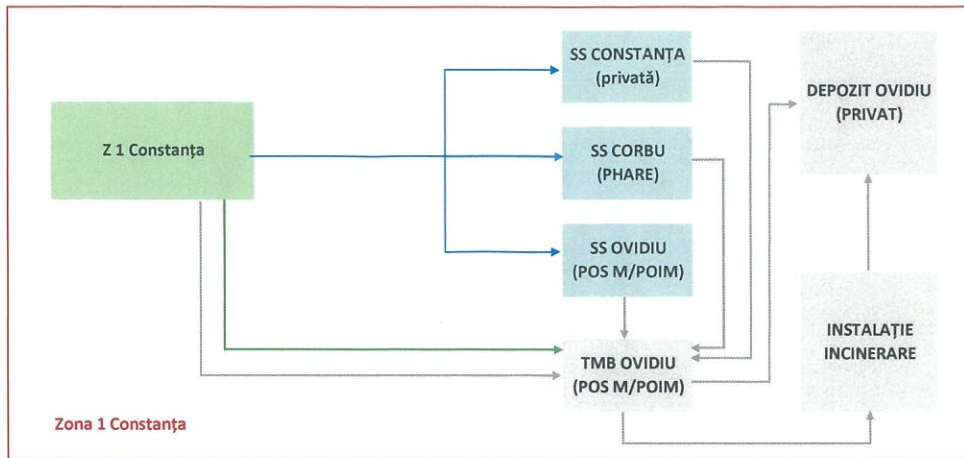 SS CONSTANȚA
(privată)
DEPOZIT OVIDIU
(PRIVAT)
Z 1 Constanța
SS CORBU
(PHARE)
SS OVIDIU
(POS M/POIM)
INSTALAȚIE
INCINERARE
TMB OVIDIU
(POS M/POIM)
Zona 1 Constanța